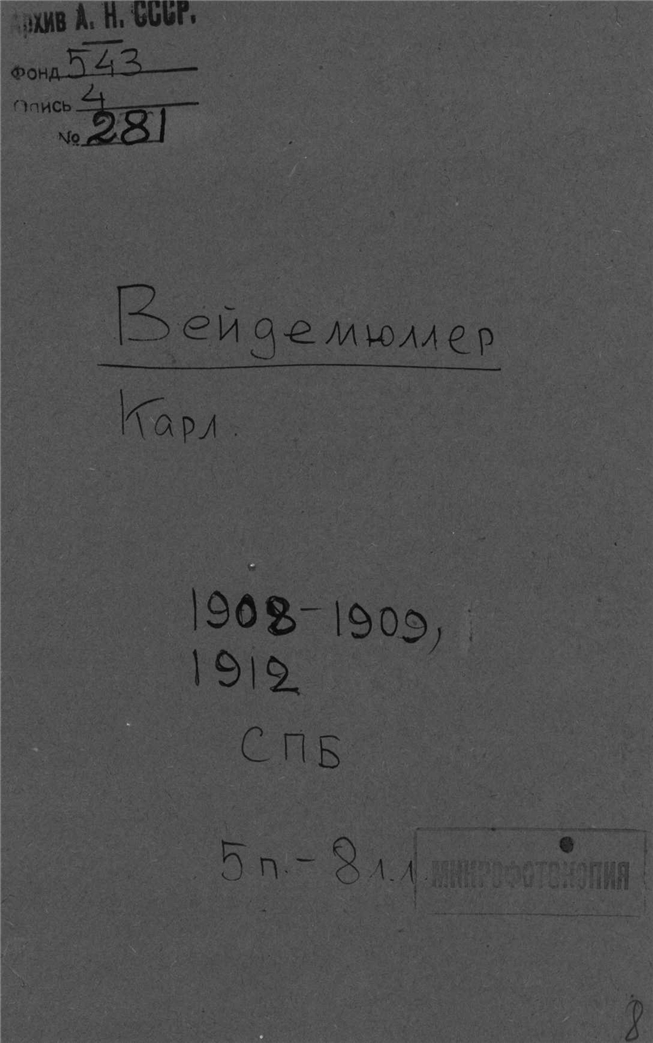 Архив А. Н. СССР.
Фонд 543
Опись 4
№ 281
Вейдемюллер
Карл.
1908-1909,
1912
СПБ
5 п. - 8 л.л.
МИКРОФОТОКОПИЯ
8